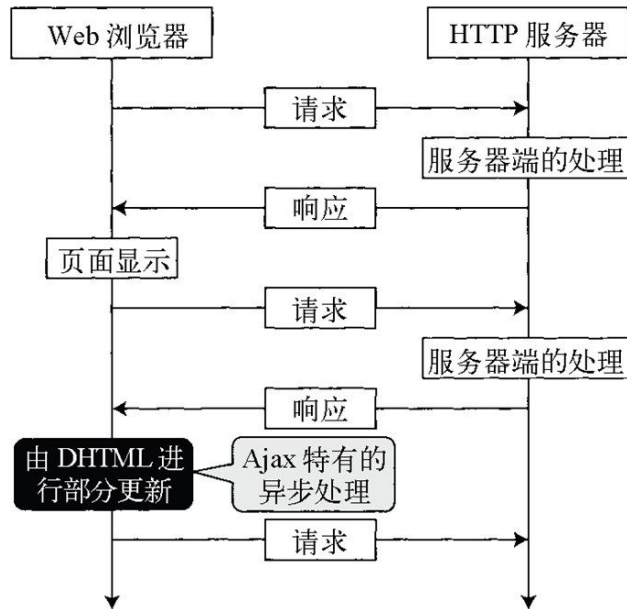 Web 浏览器
HTTP 服务器
请求
服务器端的处理
响应
页面显示
请求
服务器端的处理
响应
由 DHTML 进
行部分更新
Ajax 特有的
异步处理
请求